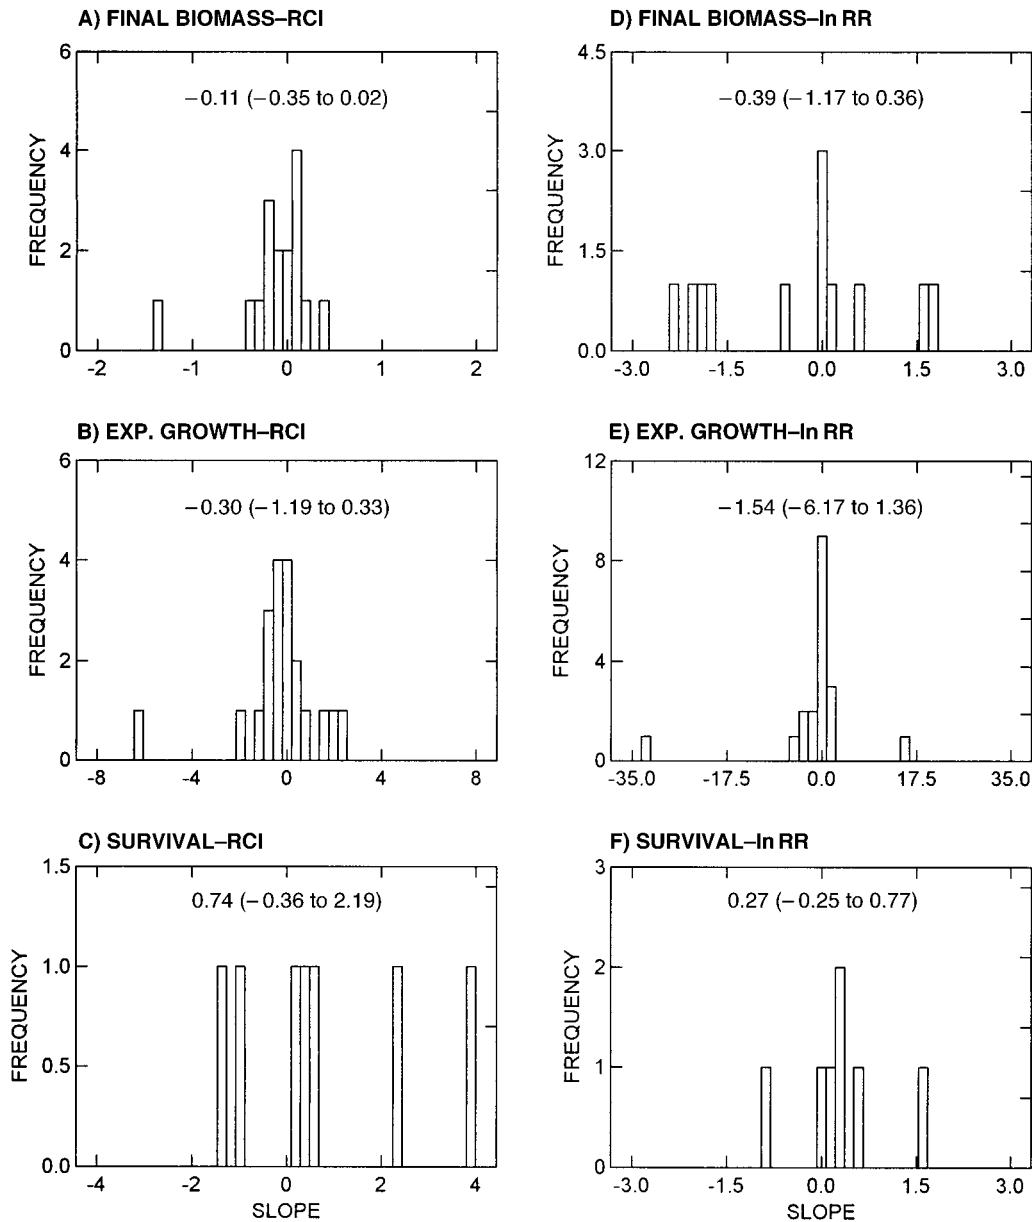 A) FINAL BIOMASS–RCI
6
4
2
0
FREQUENCY
−0.11 (−0.35 to 0.02)
-2
-1
0
1
2
D) FINAL BIOMASS–ln RR
4.5
3.0
1.5
0.0
FREQUENCY
−0.39 (−1.17 to 0.36)
-3.0
-1.5
0.0
1.5
3.0
B) EXP. GROWTH–RCI
6
4
2
0
FREQUENCY
−0.30 (−1.19 to 0.33)
-8
-4
0
4
8
E) EXP. GROWTH–ln RR
12
8
4
0
FREQUENCY
−1.54 (−6.17 to 1.36)
-35.0
-17.5
0.0
17.5
35.0
C) SURVIVAL–RCI
1.5
1.0
0.5
0.0
FREQUENCY
0.74 (−0.36 to 2.19)
-4
-2
0
2
4
SLOPE
F) SURVIVAL–ln RR
3
2
1
0
FREQUENCY
0.27 (−0.25 to 0.77)
-3.0
-1.5
0.0
1.5
3.0
SLOPE